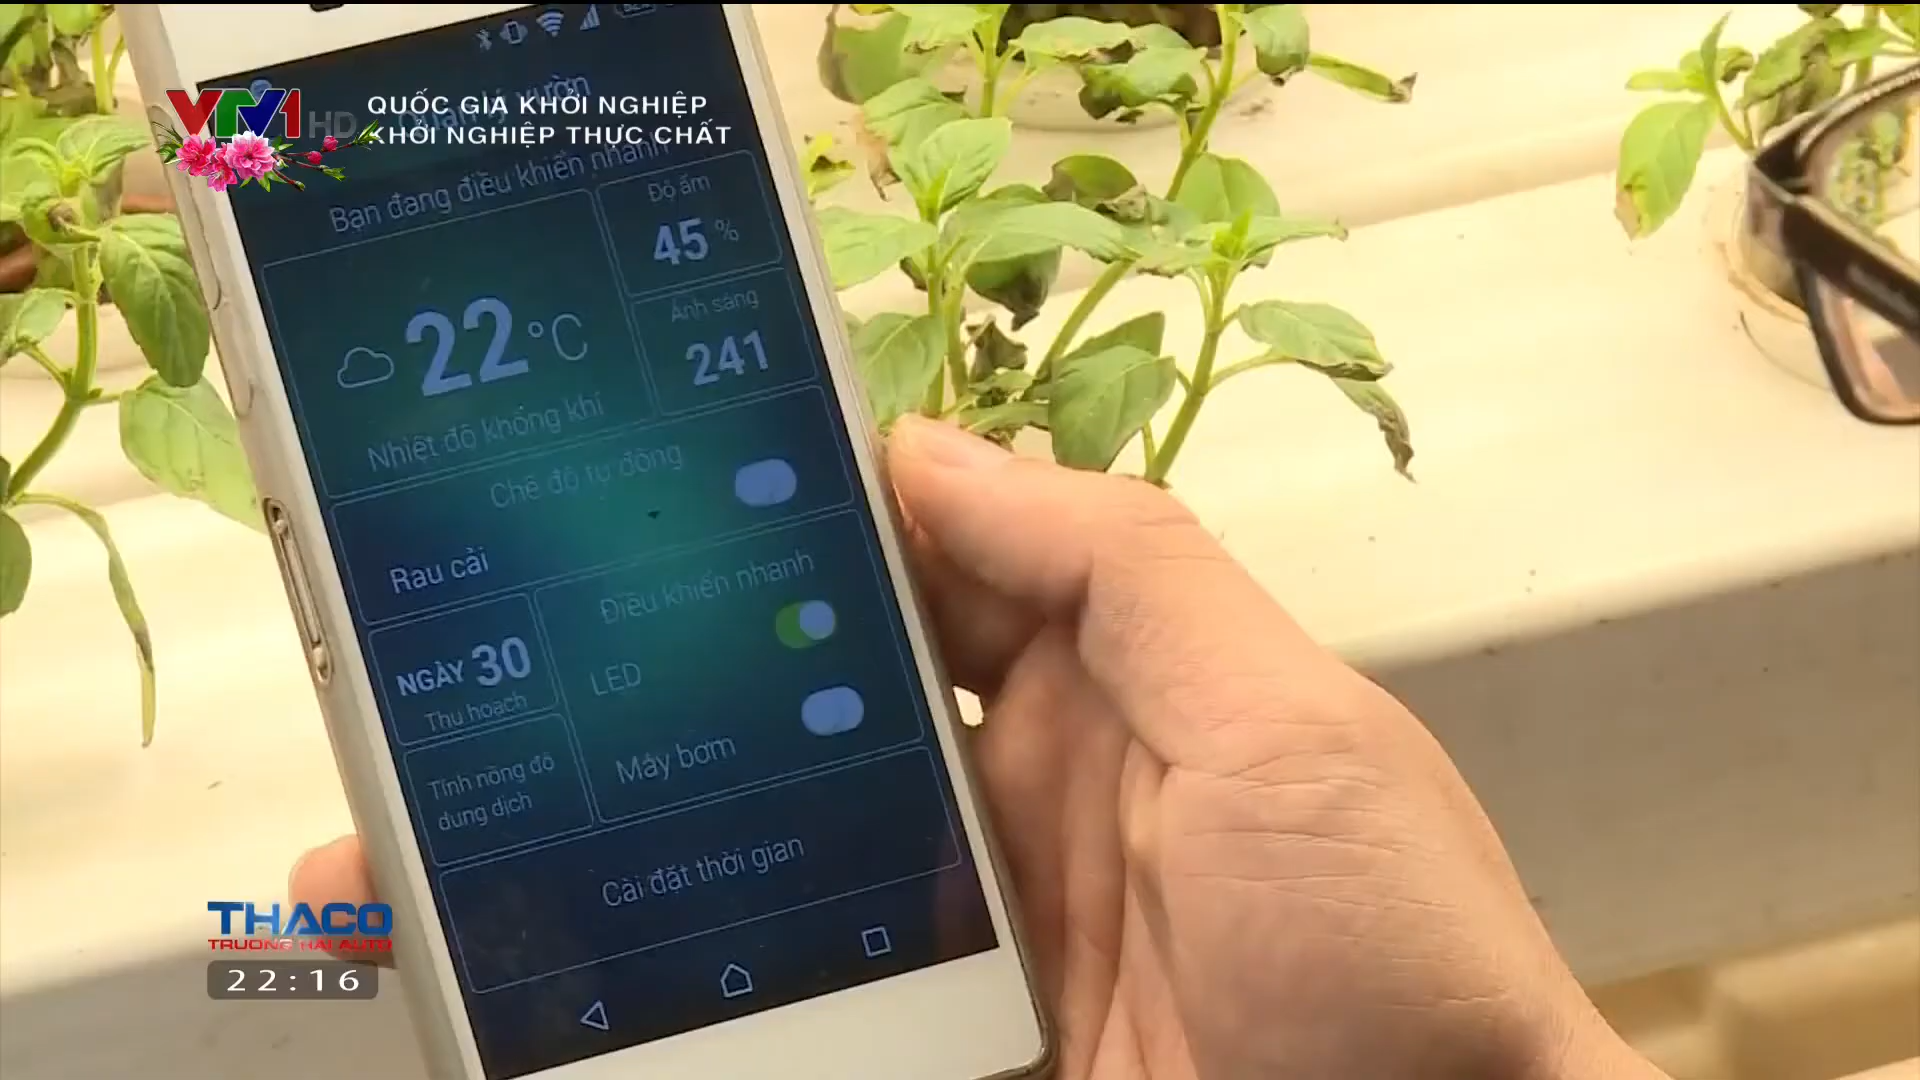 VTV1 HD
QUỐC GIA KHỞI NGHIỆP
KHỞI NGHIỆP THỰC CHẤT
vườn
Bạn đang điều khiển nhanh
Độ ẩm
45 %
22 °C
Ánh sáng
241
Nhiệt độ không khí
Chế độ tự động
Rau cải
Điều khiển nhanh
NGÀY 30
Thu hoạch
LED
Máy bơm
Tính nồng độ
dung dịch
Cài đặt thời gian
THACO
TRUONG HAI AUTO
22:16